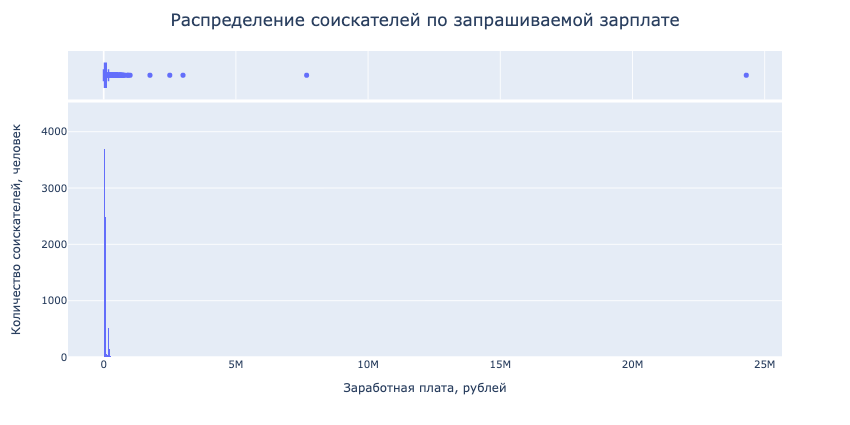 Распределение соискателей по запрашиваемой зарплате
Количество соискателей, человек
4000
3000
2000
1000
0
0 5M 10M 15M 20M 25M
Заработная плата, рублей